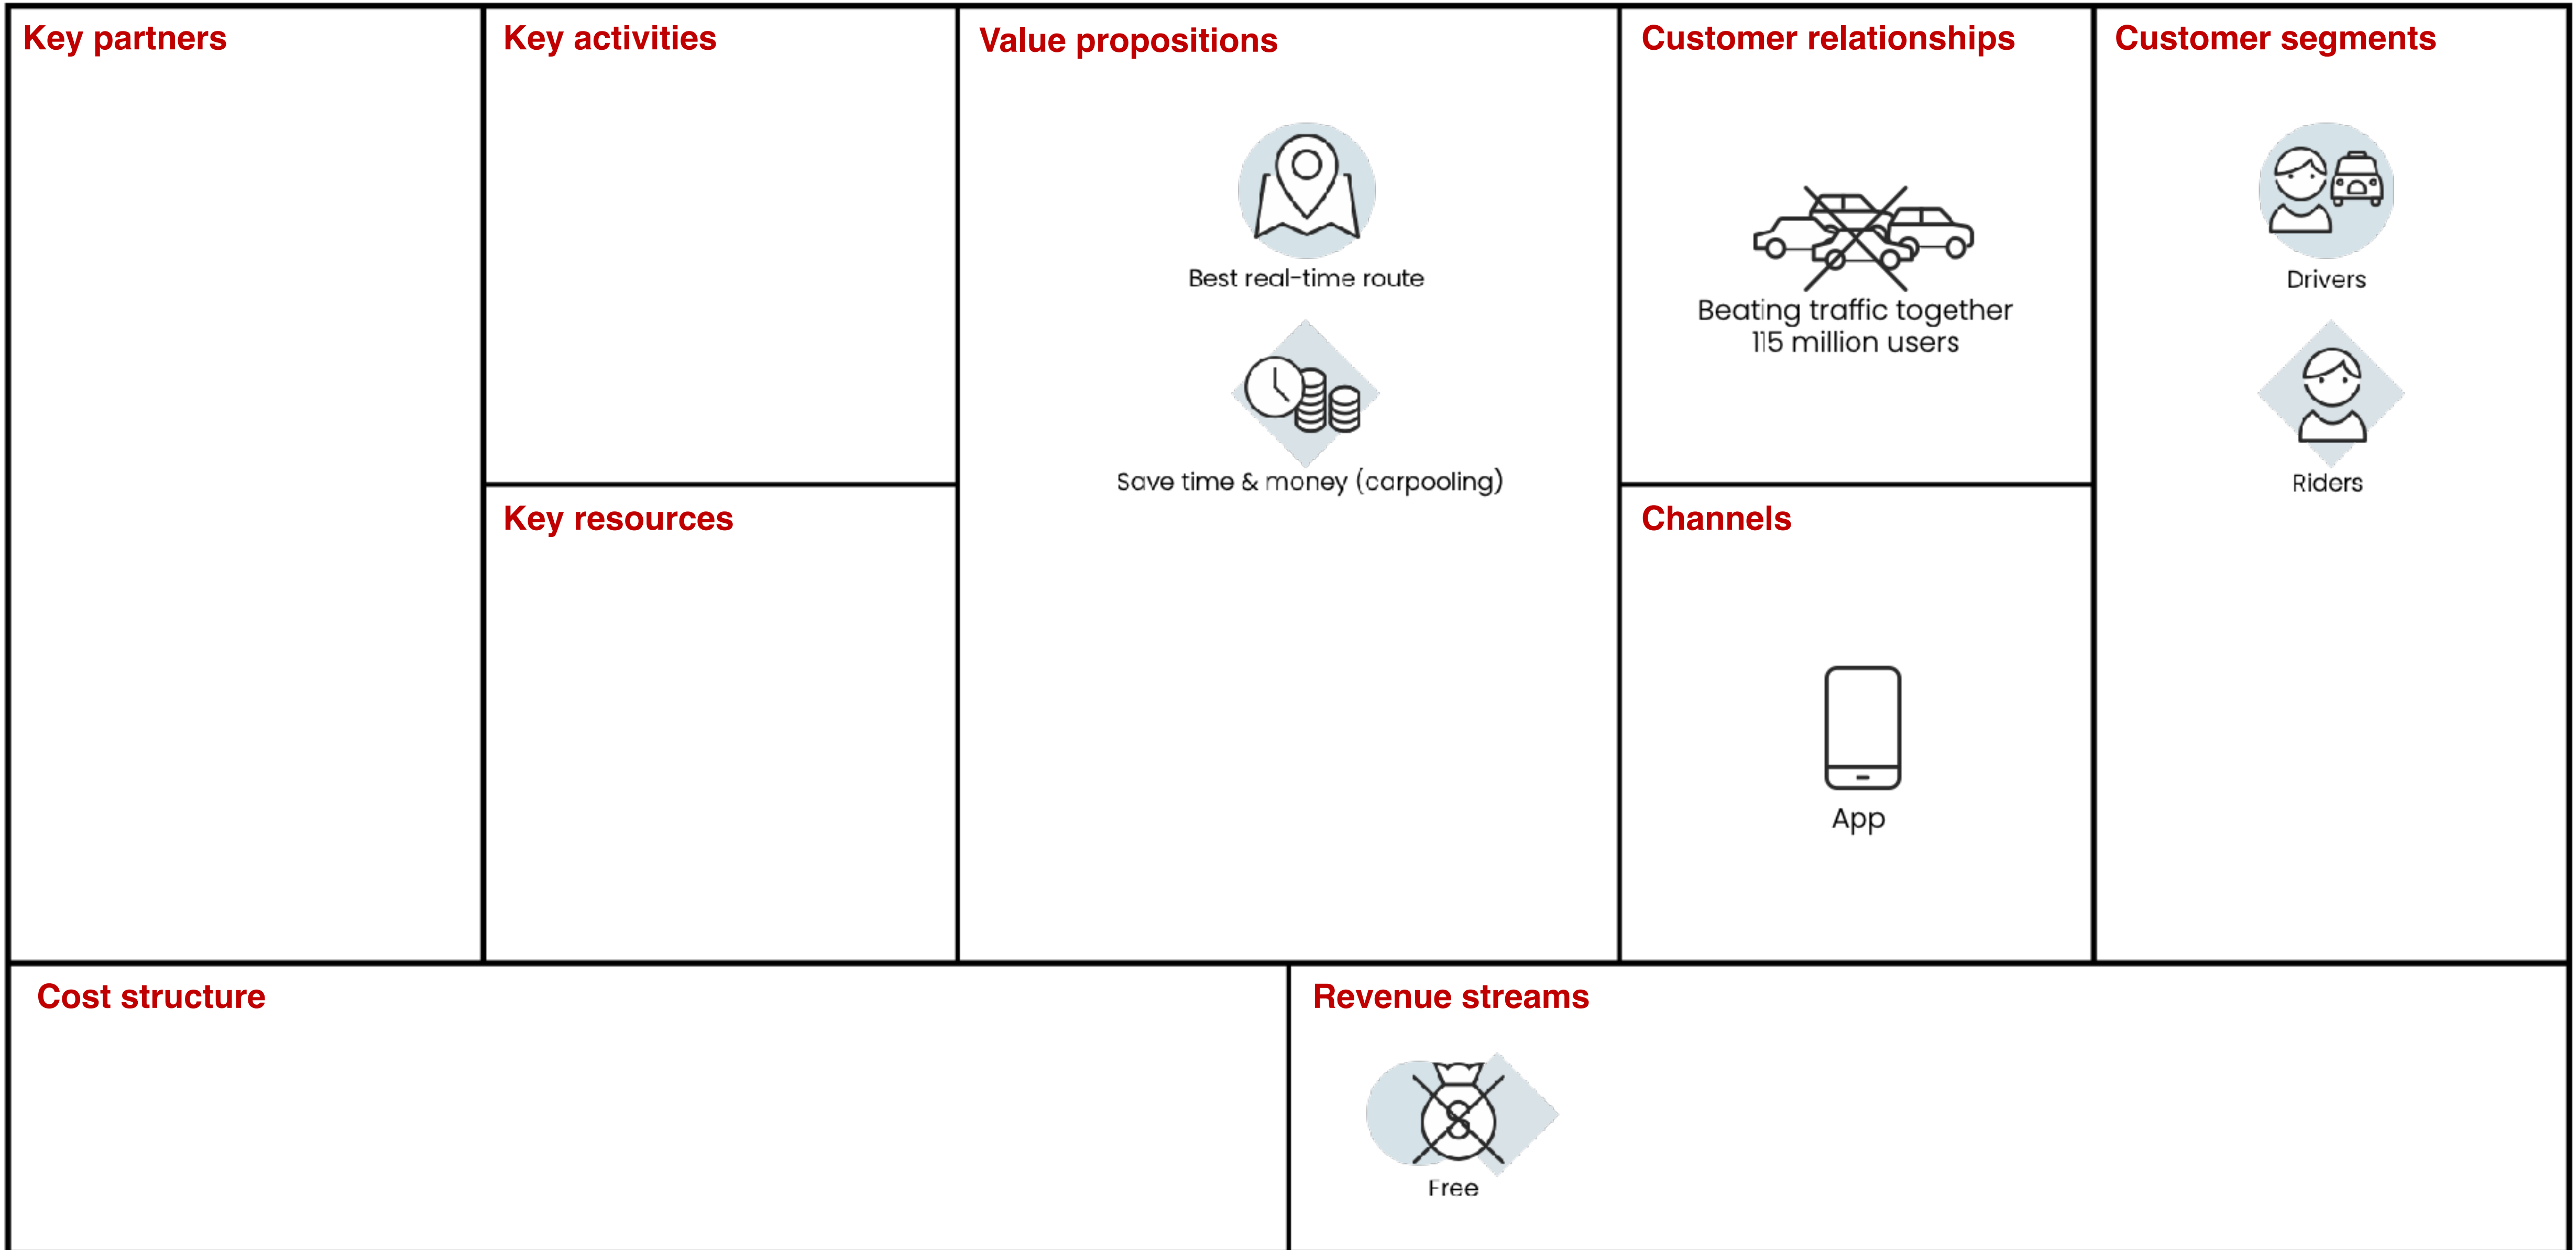 Key partners
Key activities
Value propositions
Customer relationships
Customer segments
Best real-time route
Save time & money (carpooling)
Beating traffic together
115 million users
Drivers
Riders
Key resources
Channels
App
Cost structure
Revenue streams
$
Free